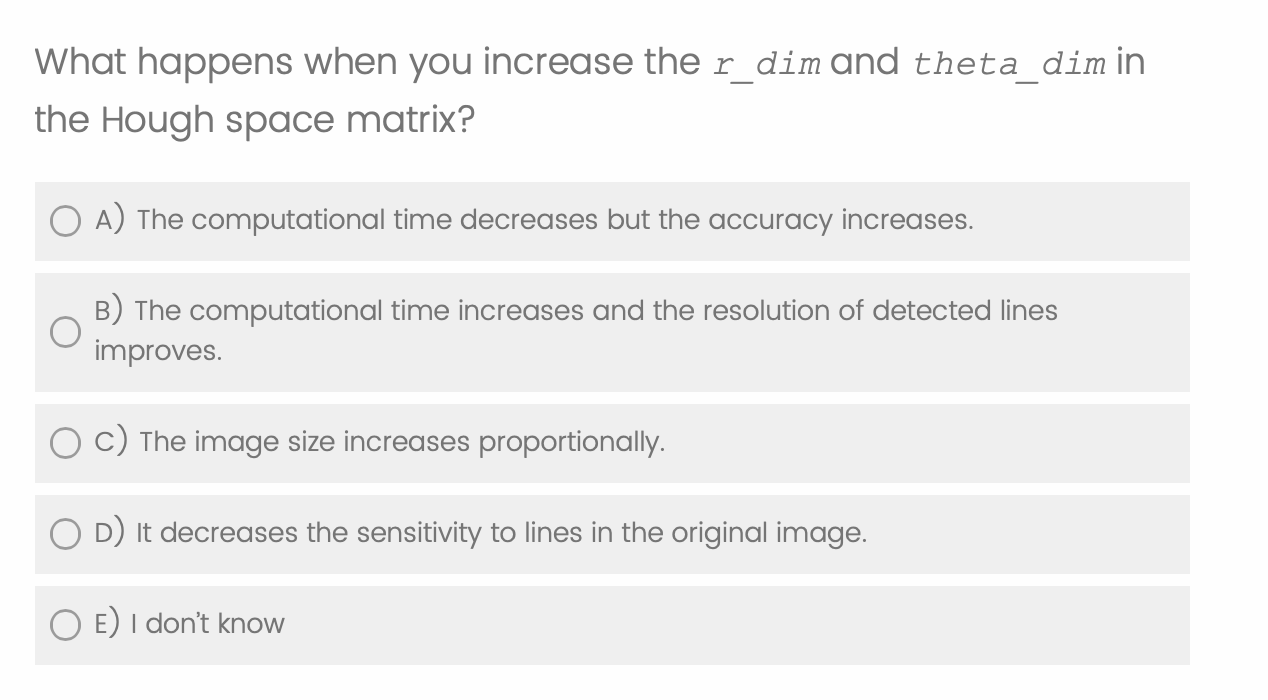 What happens when you increase the r_dim and theta_dim in
the Hough space matrix?
A) The computational time decreases but the accuracy increases.
B) The computational time increases and the resolution of detected lines
improves.
C) The image size increases proportionally.
D) It decreases the sensitivity to lines in the original image.
E) I don't know